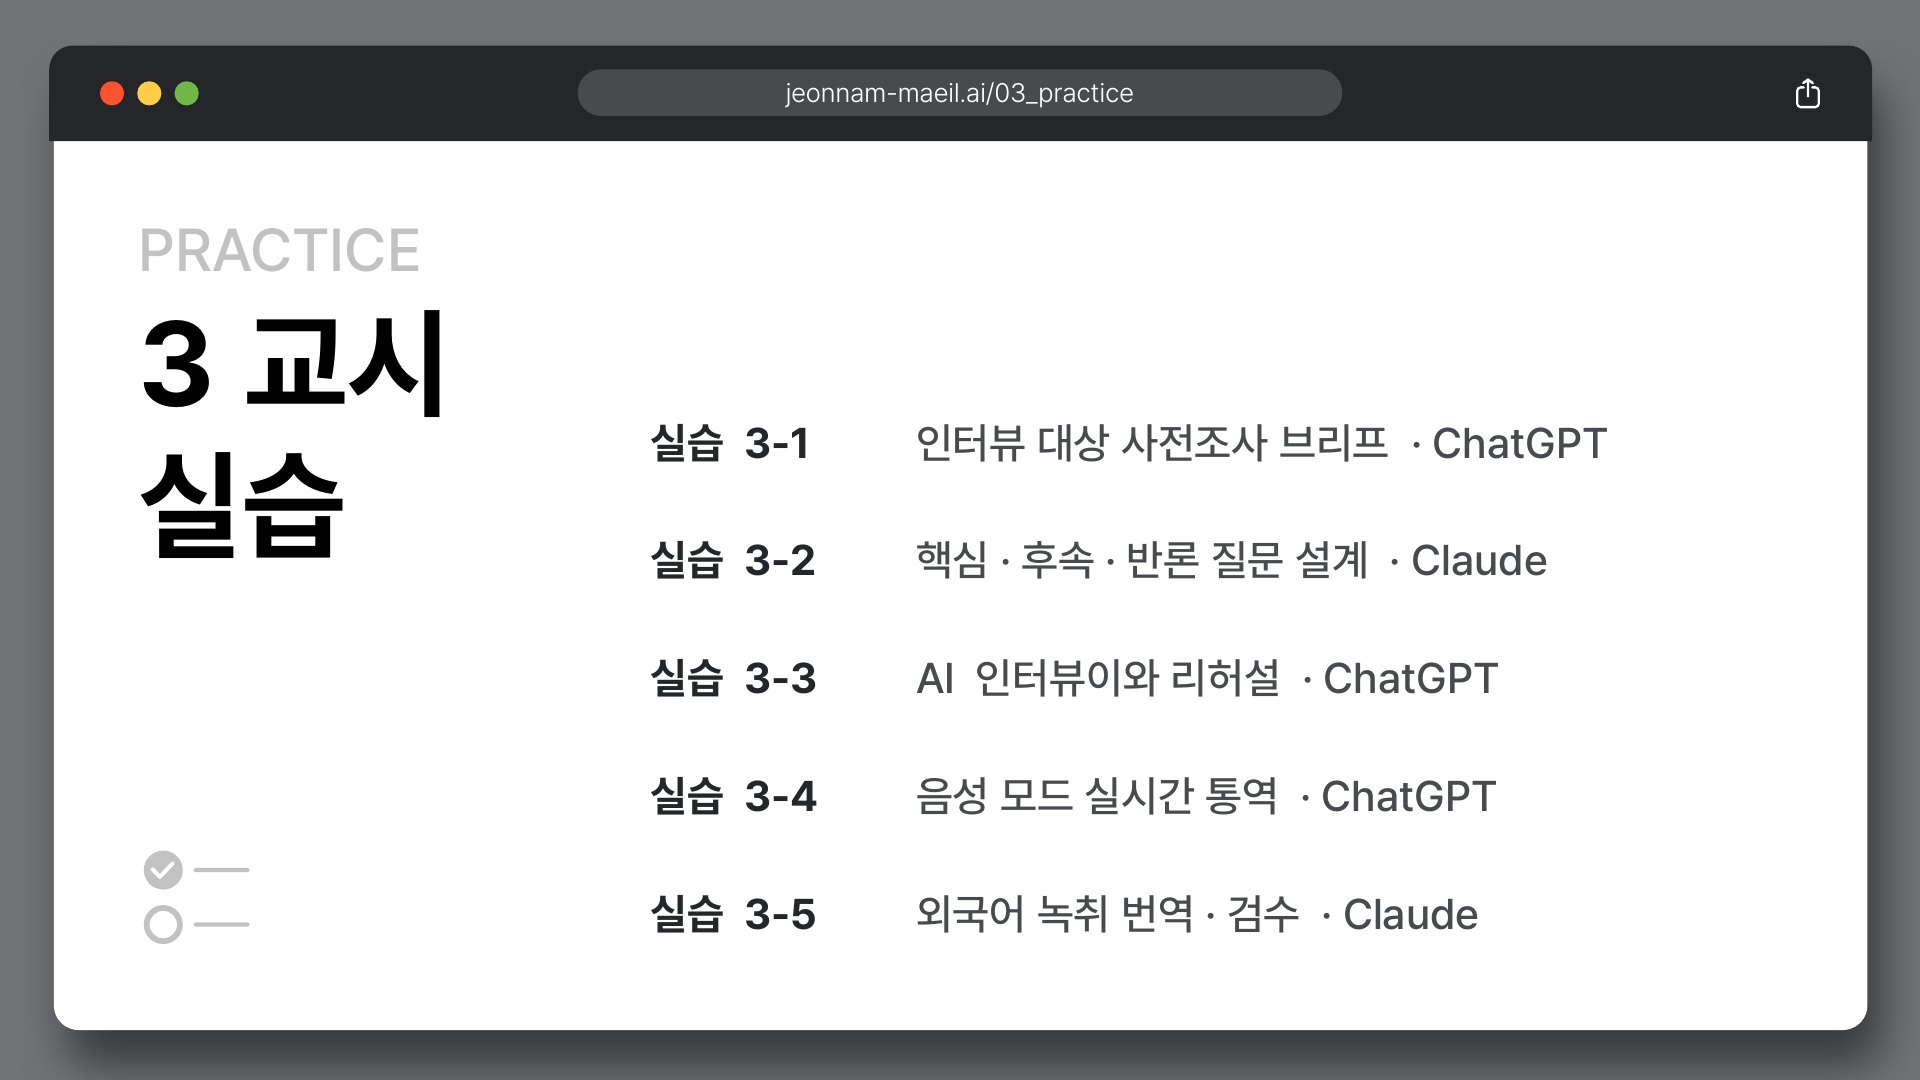 jeonnam-maeil.ai/03_practice
PRACTICE
3 교시
실습
실습 3-1 인터뷰 대상 사전조사 브리프 · ChatGPT
실습 3-2 핵심 · 후속 · 반론 질문 설계 · Claude
실습 3-3 AI 인터뷰이와 리허설 · ChatGPT
실습 3-4 음성 모드 실시간 통역 · ChatGPT
실습 3-5 외국어 녹취 번역 · 검수 · Claude